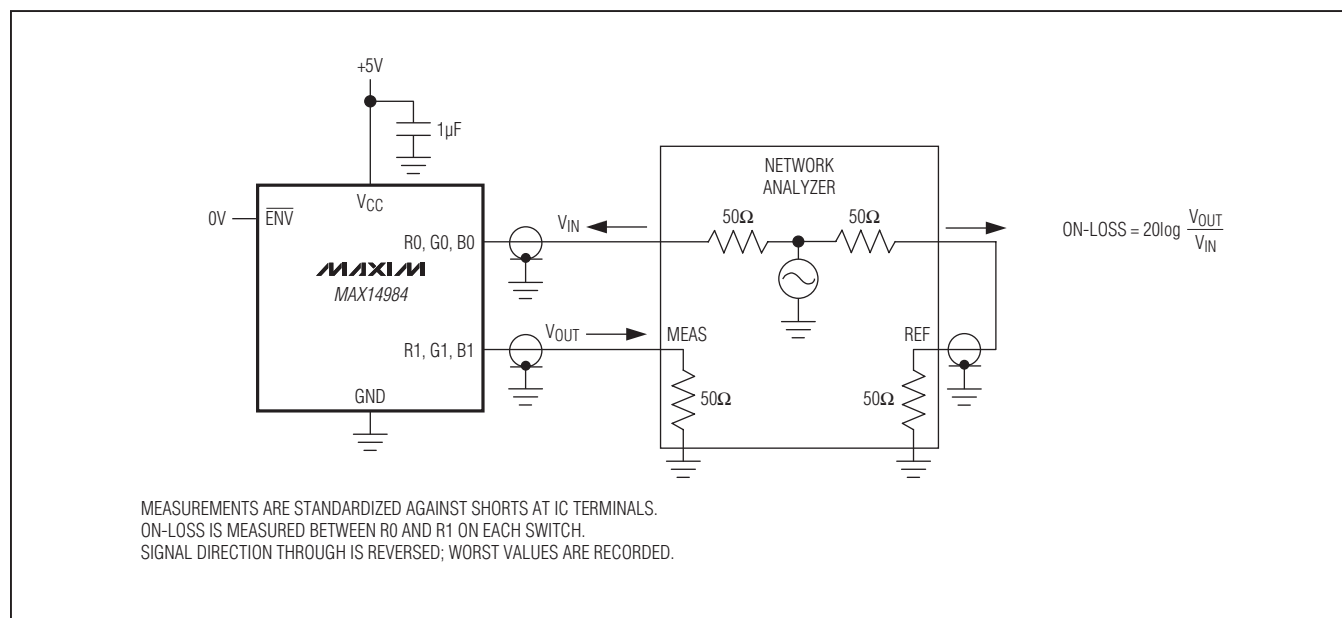 +5V
1µF
VCC
0V
ENV
R0, G0, B0
MAXIM
MAX14984
R1, G1, B1
GND
VIN
VOUT
NETWORK
ANALYZER
50Ω
50Ω
MEAS
REF
50Ω
50Ω
ON-LOSS = 20log VOUT
VIN
MEASUREMENTS ARE STANDARDIZED AGAINST SHORTS AT IC TERMINALS.
ON-LOSS IS MEASURED BETWEEN R0 AND R1 ON EACH SWITCH.
SIGNAL DIRECTION THROUGH IS REVERSED; WORST VALUES ARE RECORDED.